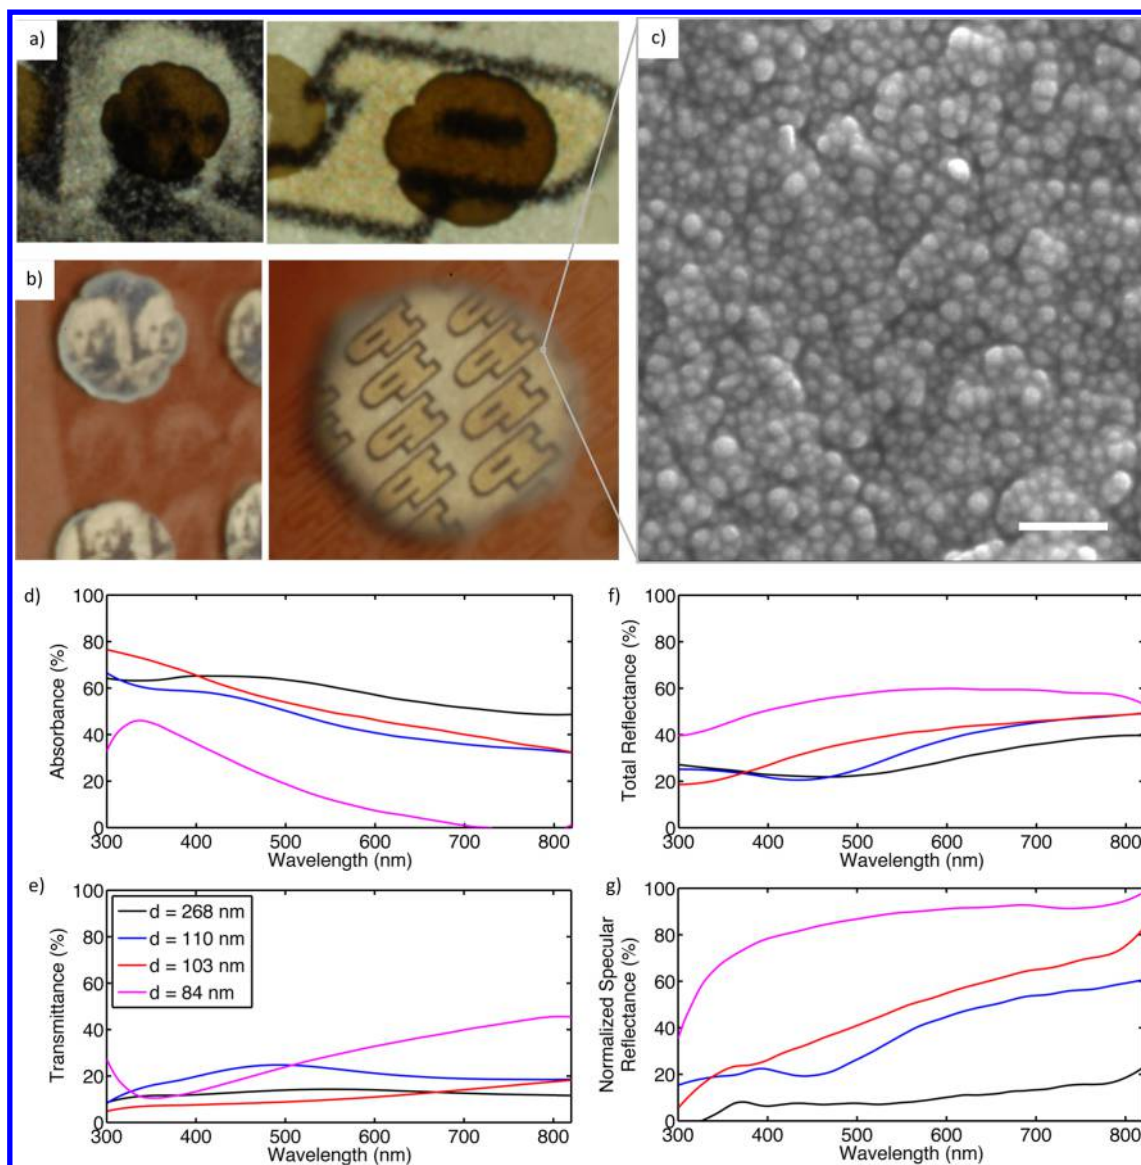 a)
b)
c)
d)
100
80
60
40
20
0
Absorbance (%)
300 400 500 600 700 800
Wavelength (nm)
e)
100
80
60
40
20
0
Transmittance (%)
d = 268 nm
d = 110 nm
d = 103 nm
d = 84 nm
300 400 500 600 700 800
Wavelength (nm)
f)
100
80
60
40
20
0
Total Reflectance (%)
300 400 500 600 700 800
Wavelength (nm)
g)
100
80
60
40
20
0
Normalized Specular
Reflectance (%)
300 400 500 600 700 800
Wavelength (nm)